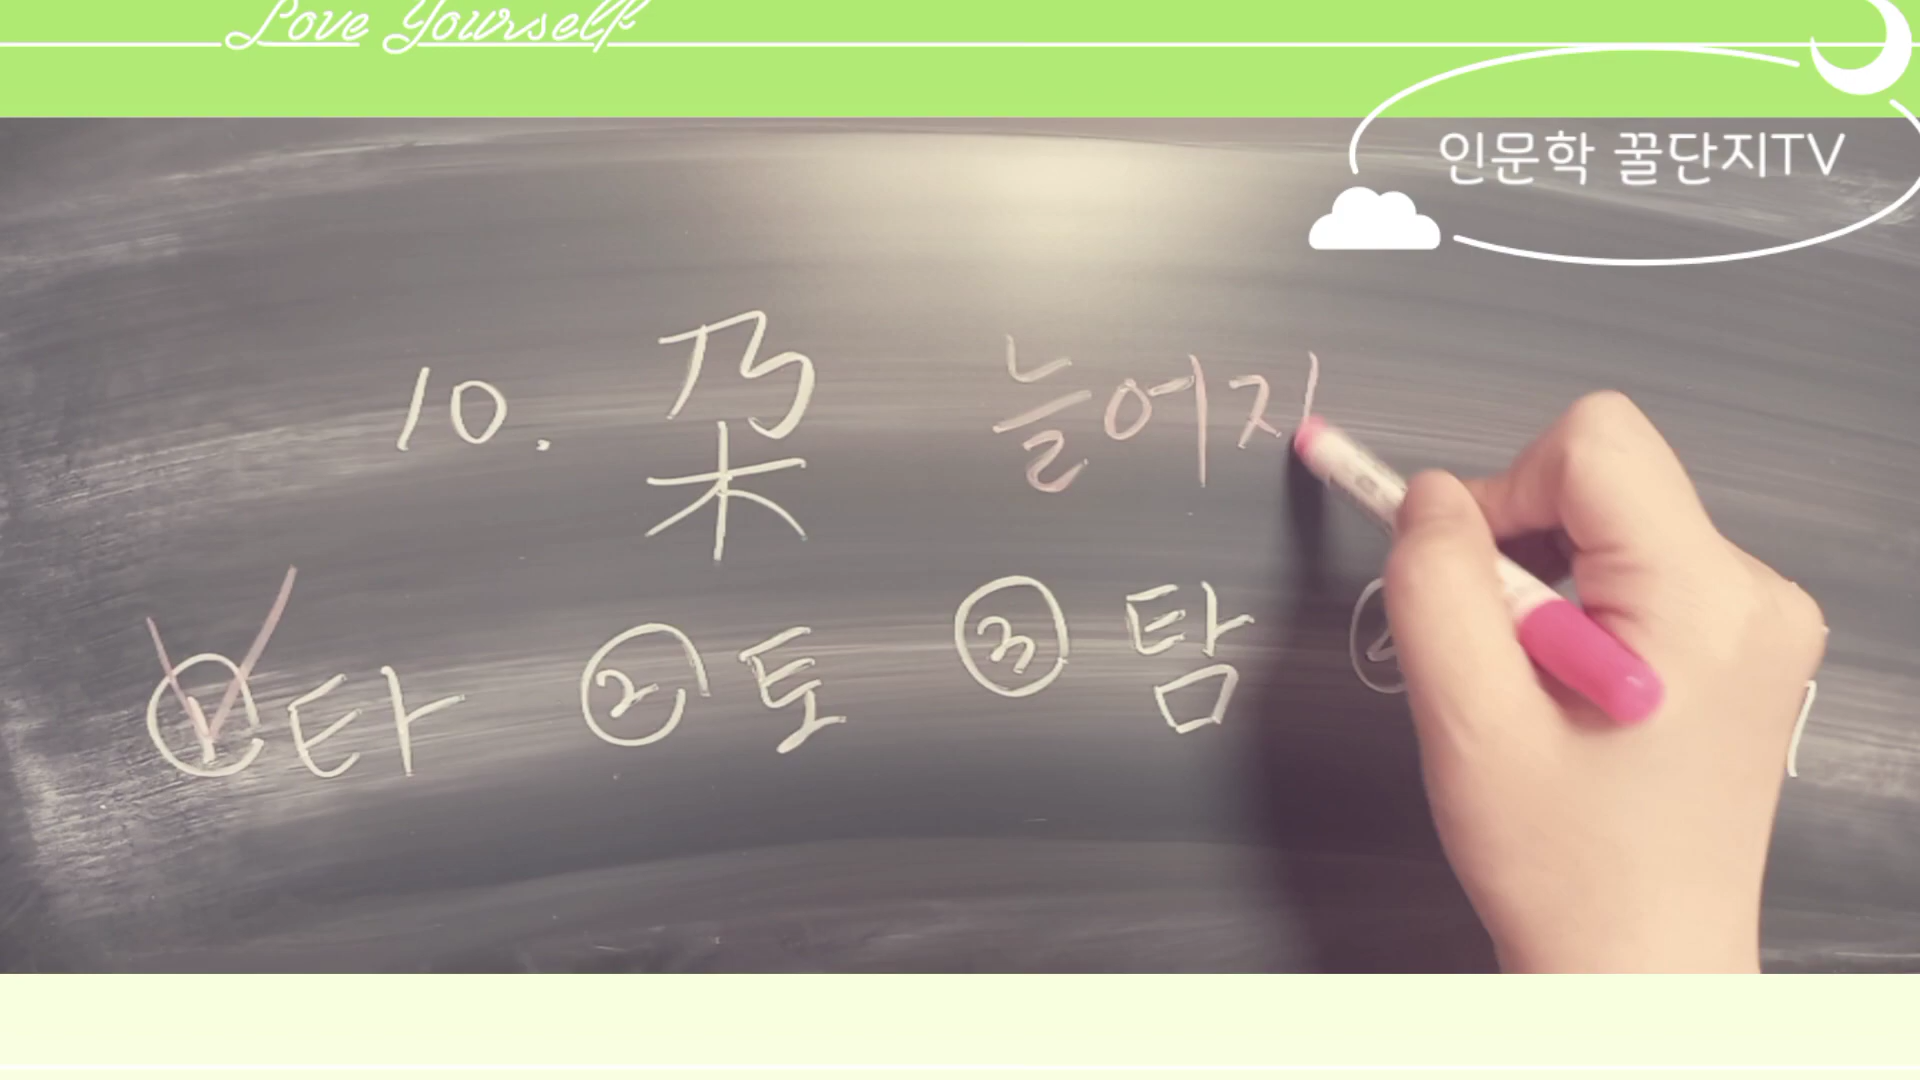 Love Yourself
인문학 꿀단지TV
10. 朶 늘어지
① 타 ② 토 ③ 탐